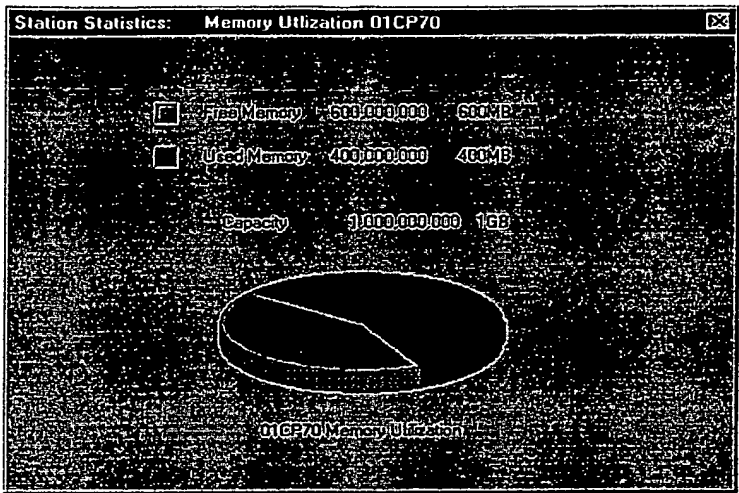 Station Statistics: Memory Utlization 01CP70
Free Memory 600,000,000 600MB
Used Memory 400,000,000 400MB
Capacity 1,000,000,000 1GB
01CP70 Memory Utilization